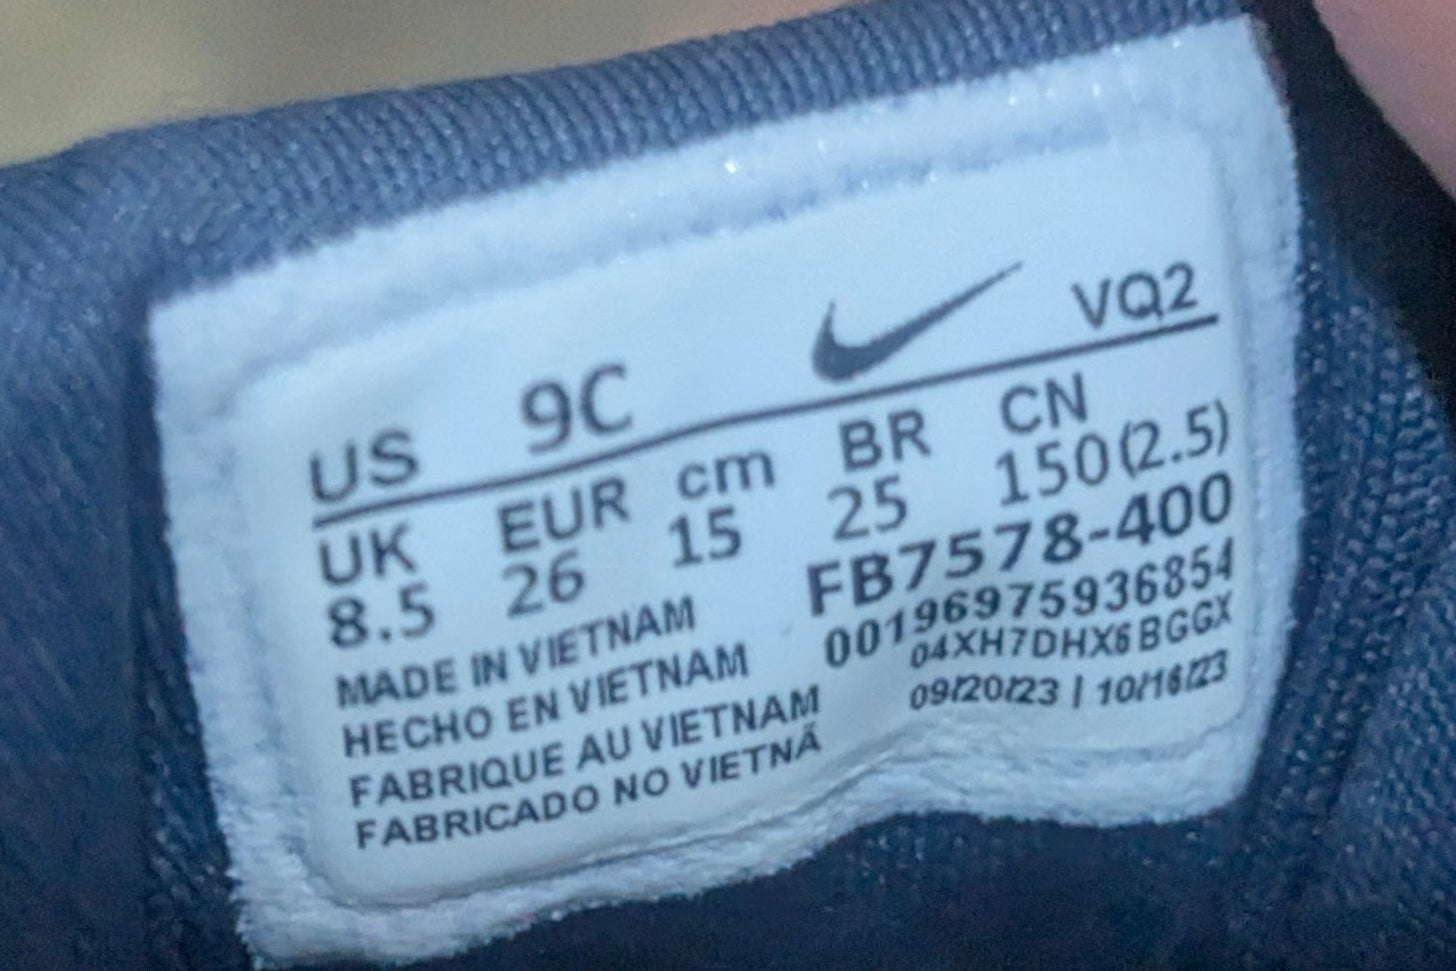 US 9C VQ2
UK EUR cm BR CN
8.5 26 15 25 150(2.5)
FB7578-400
00196975936854
04XH7DHX6BGGX
09/20/23 | 10/16/23
MADE IN VIETNAM
HECHO EN VIETNAM
FABRIQUE AU VIETNAM
FABRICADO NO VIETNÃ